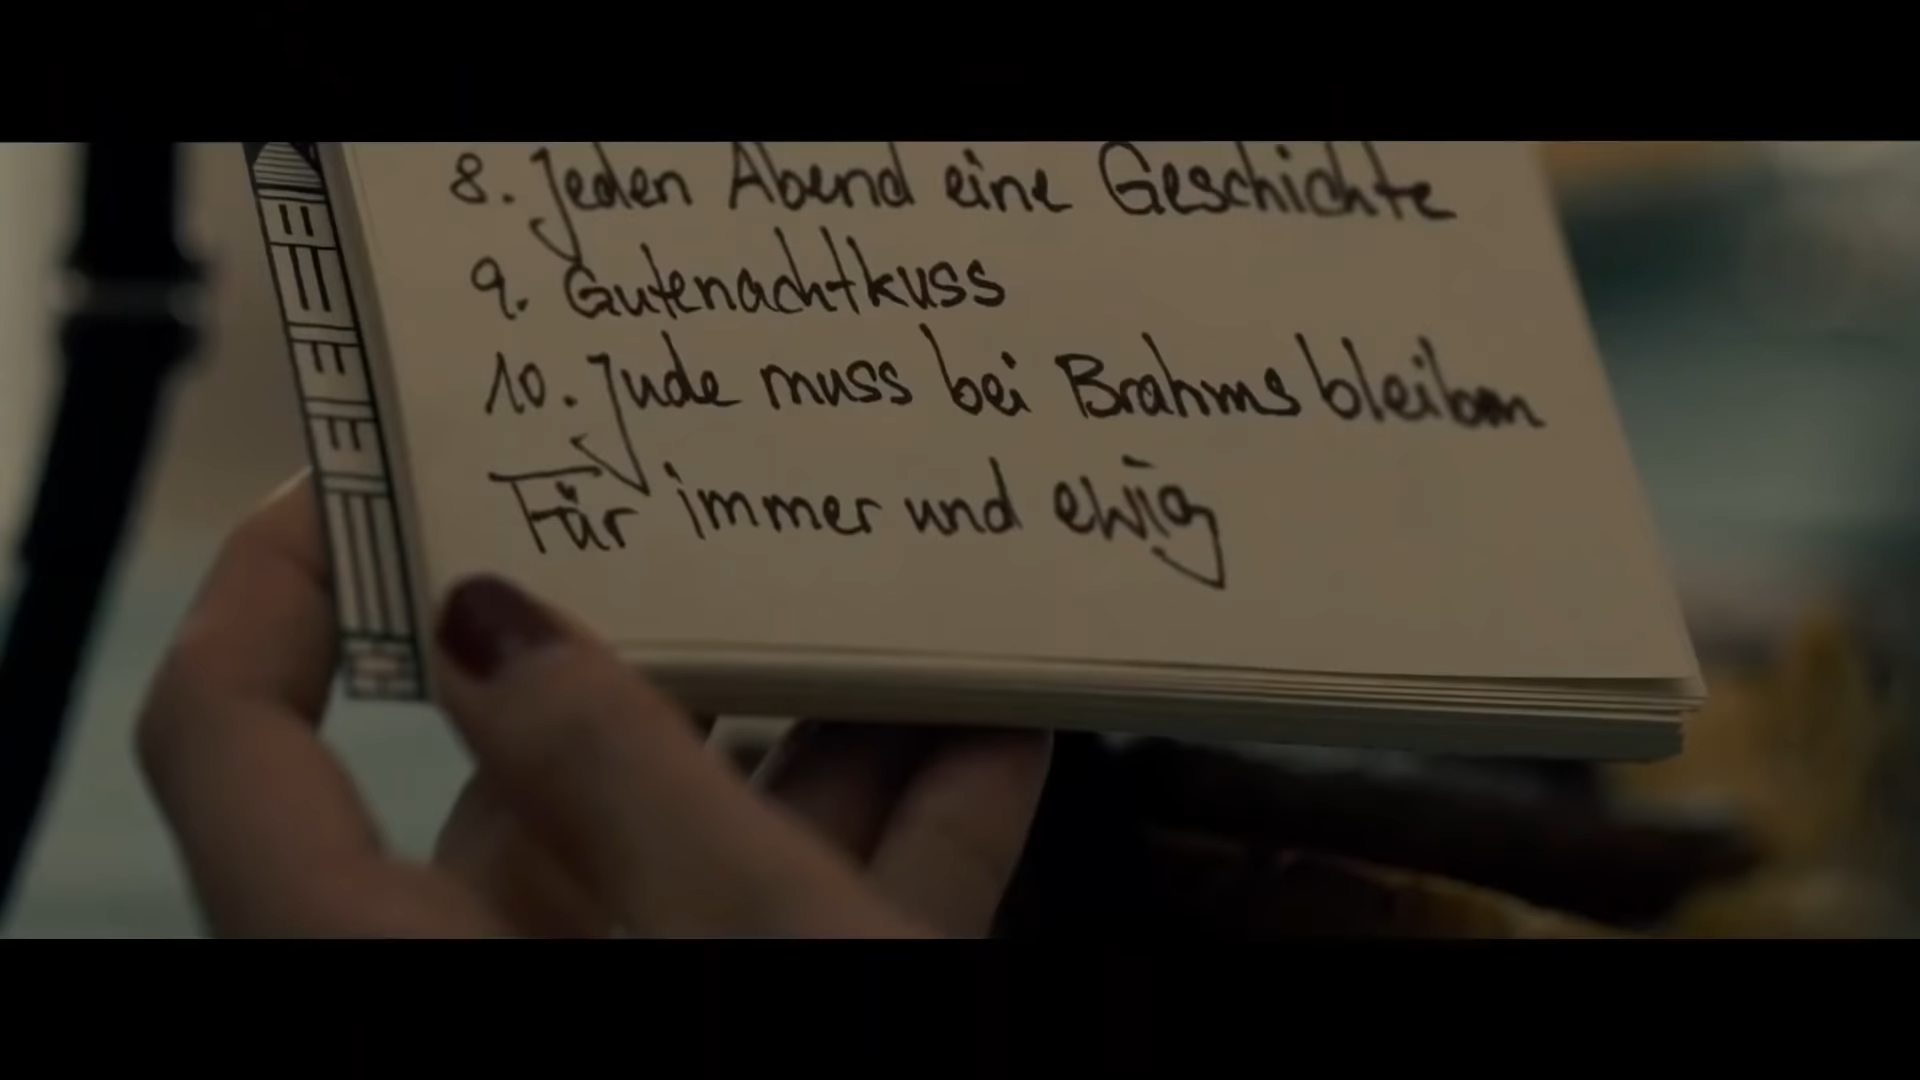 8. Jeden Abend eine Geschichte
9. Gutenachtkuss
10. Jude muss bei Brahms bleiben
Für immer und ewig